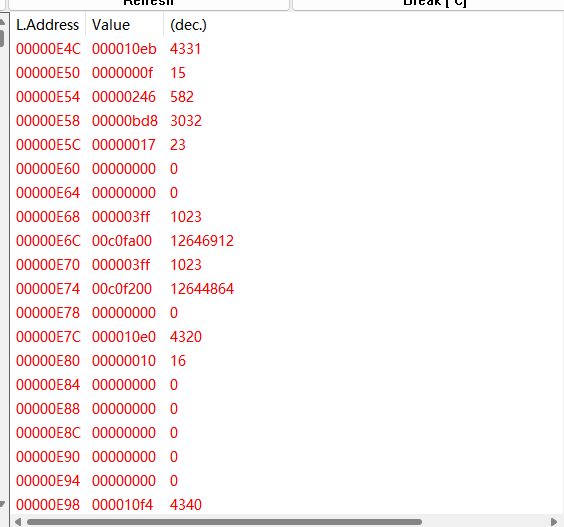 Refresh Break [^C]
L.Address Value (dec.)
00000E4C 000010eb 4331
00000E50 0000000f 15
00000E54 00000246 582
00000E58 00000bd8 3032
00000E5C 00000017 23
00000E60 00000000 0
00000E64 00000000 0
00000E68 000003ff 1023
00000E6C 00c0fa00 12646912
00000E70 000003ff 1023
00000E74 00c0f200 12644864
00000E78 00000000 0
00000E7C 000010e0 4320
00000E80 00000010 16
00000E84 00000000 0
00000E88 00000000 0
00000E8C 00000000 0
00000E90 00000000 0
00000E94 00000000 0
00000E98 000010f4 4340